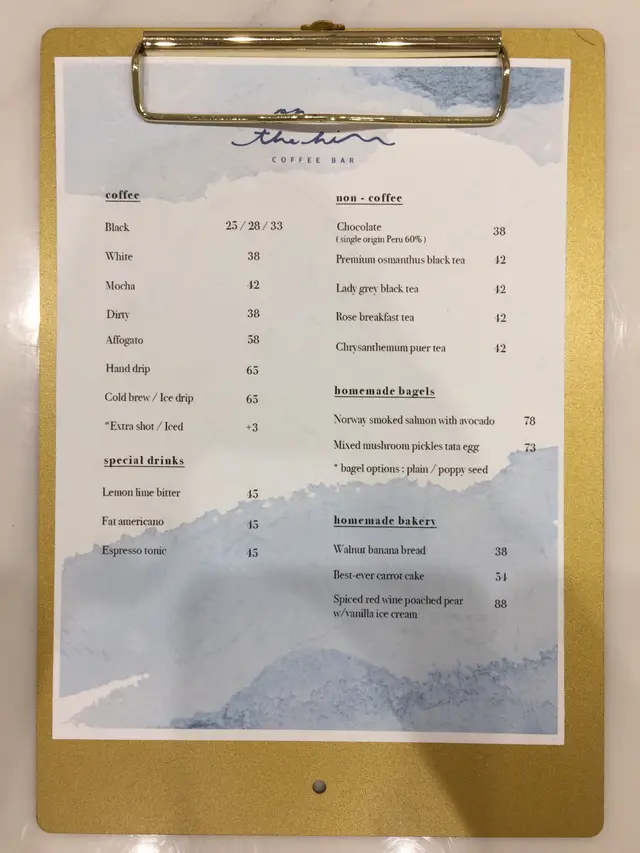 COFFEE BAR
coffee
Black 25 / 28 / 33
White 38
Mocha 42
Dirty 38
Affogato 58
Hand drip 65
Cold brew / Ice drip 65
*Extra shot / Iced +3
special drinks
Lemon lime bitter 45
Fat americano 45
Espresso tonic 45
non - coffee
Chocolate 38
( single origin Peru 60% )
Premium osmanthus black tea 42
Lady grey black tea 42
Rose breakfast tea 42
Chrysanthemum puer tea 42
homemade bagels
Norway smoked salmon with avocado 78
Mixed mushroom pickles tata egg 73
* bagel options : plain / poppy seed
homemade bakery
Walnut banana bread 38
Best-ever carrot cake 54
Spiced red wine poached pear 88
w/vanilla ice cream